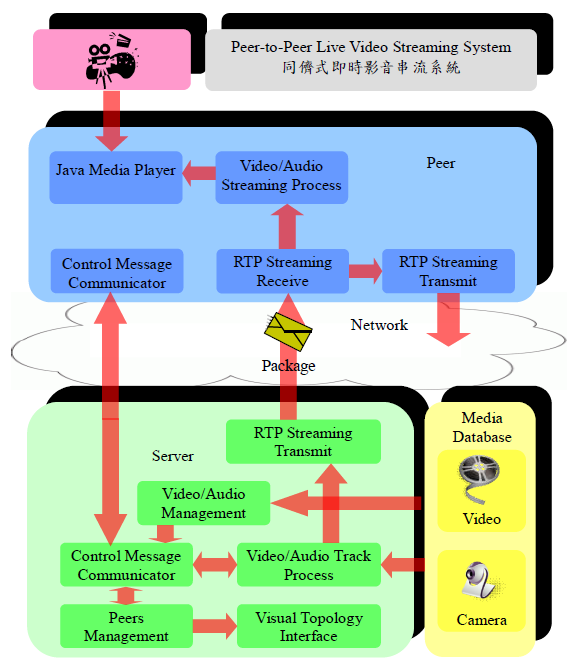 Peer-to-Peer Live Video Streaming System
同儕式即時影音串流系統
Java Media Player
Video/Audio
Streaming Process
Peer
Control Message
Communicator
RTP Streaming
Receive
RTP Streaming
Transmit
Network
Package
RTP Streaming
Transmit
Server
Media
Database
Video/Audio
Management
Video
Control Message
Communicator
Video/Audio Track
Process
Peers
Management
Visual Topology
Interface
Camera